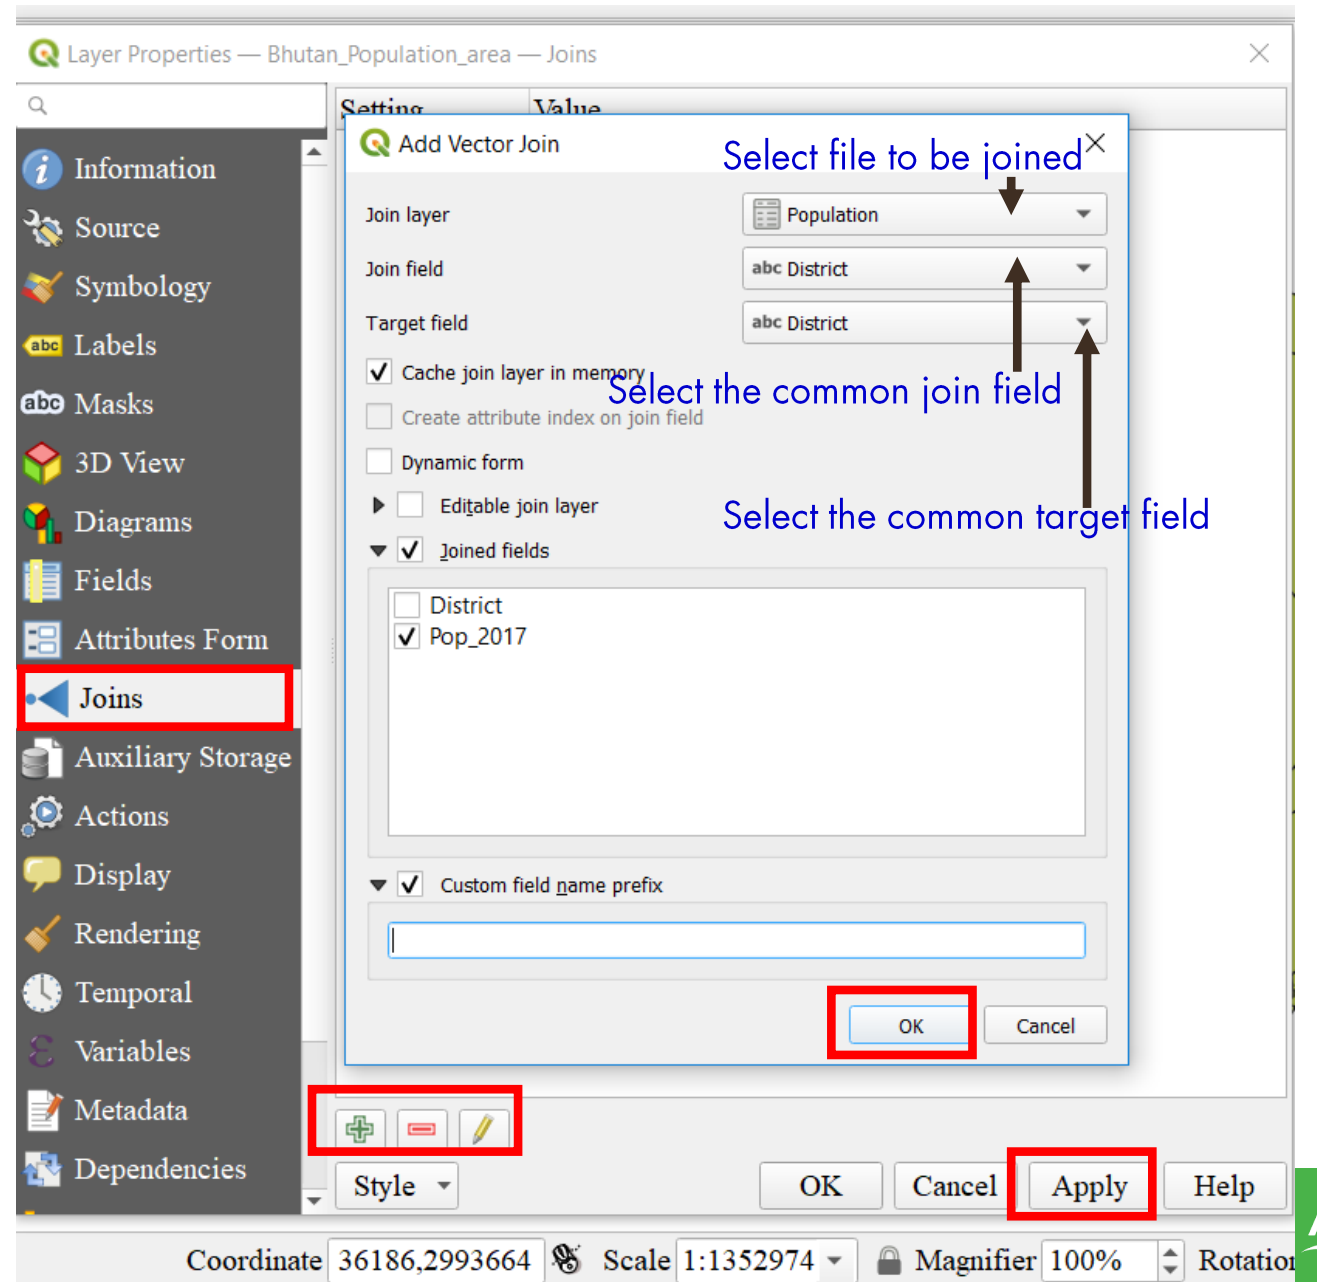 Layer Properties — Bhutan_Population_area — Joins
Setting Value
Add Vector Join
Select file to be joined
Information
Join layer Population
Source
Join field abc District
Symbology
Target field abc District
abc Labels
Cache join layer in memory
Select the common join field
abc Masks
Create attribute index on join field
3D View
Dynamic form
Editable join layer
Select the common target field
Diagrams
Joined fields
Fields
District
Attributes Form
Pop_2017
Joins
Auxiliary Storage
Actions
Display
Custom field name prefix
Rendering
Temporal
OK Cancel
Variables
Metadata
Dependencies
Style OK Cancel Apply Help
Coordinate 36186,2993664 Scale 1:1352974 Magnifier 100% Rotation